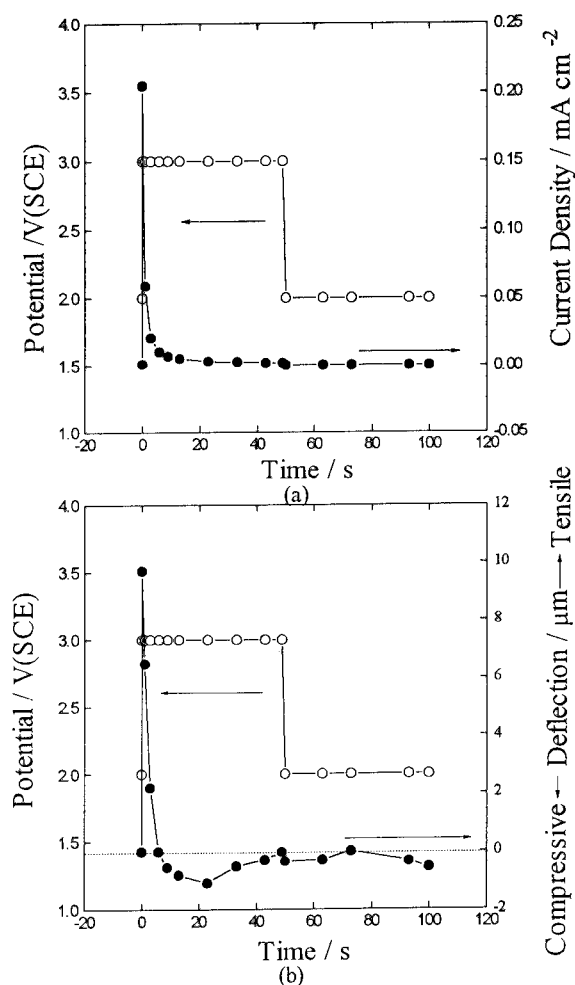 4.0
3.5
3.0
2.5
2.0
1.5
1.0
Potential /V(SCE)
0.25
0.20
0.15
0.10
0.05
0.00
-0.05
Current Density / mA cm⁻²
-20 0 20 40 60 80 100 120
Time / s
(a)
4.0
3.5
3.0
2.5
2.0
1.5
1.0
Potential / V(SCE)
12
10
8
6
4
2
0
-2
Compressive ← Deflection / μm → Tensile
-20 0 20 40 60 80 100 120
Time / s
(b)